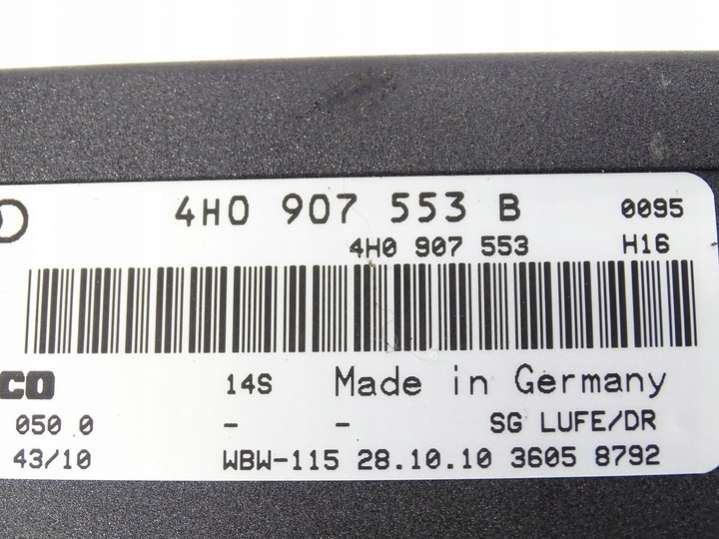 4H0 907 553 B 0095
4H0 907 553 H16
CO
14S Made in Germany
050 0 - - SG LUFE/DR
43/10 WBW-115 28.10.10 3605 8792